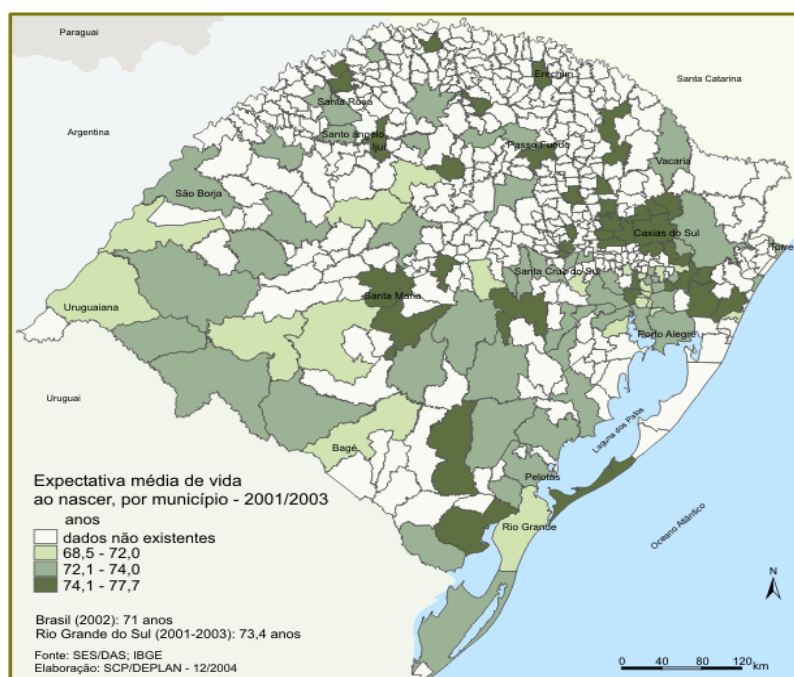 Paraguai
Santa Catarina
Argentina
Erechim
Santa Rosa
Santo ângelo
Ijuí
Passo Fundo
Vacaria
São Borja
Caxias do Sul
Torre
Santa Cruz do Sul
Santa Maria
Uruguaiana
Porto Alegre
Uruguai
Laguna dos Patos
Bagé
Pelotas
Rio Grande
Oceano Atlântico
Expectativa média de vida
ao nascer, por município - 2001/2003
anos
dados não existentes
68,5 - 72,0
72,1 - 74,0
74,1 - 77,7
Brasil (2002): 71 anos
Rio Grande do Sul (2001-2003): 73,4 anos
Fonte: SES/DAS; IBGE
Elaboração: SCP/DEPLAN - 12/2004
N
0 40 80 120
km